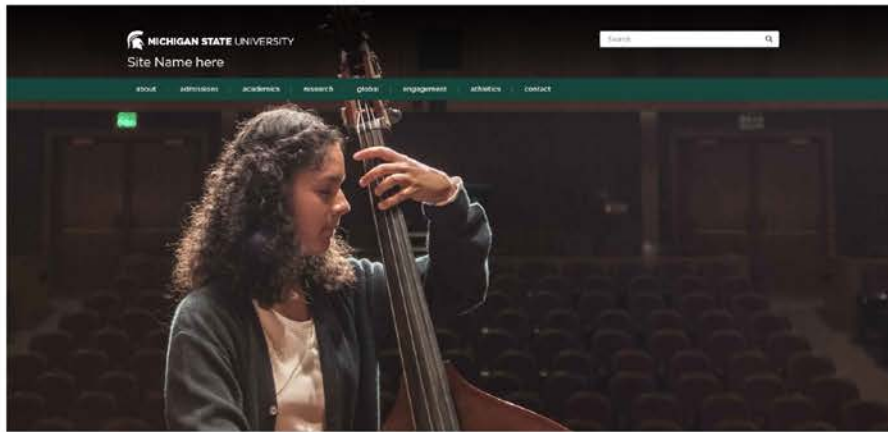 MICHIGAN STATE UNIVERSITY
Search
Site Name here
about admissions academics research global engagement athletics contact